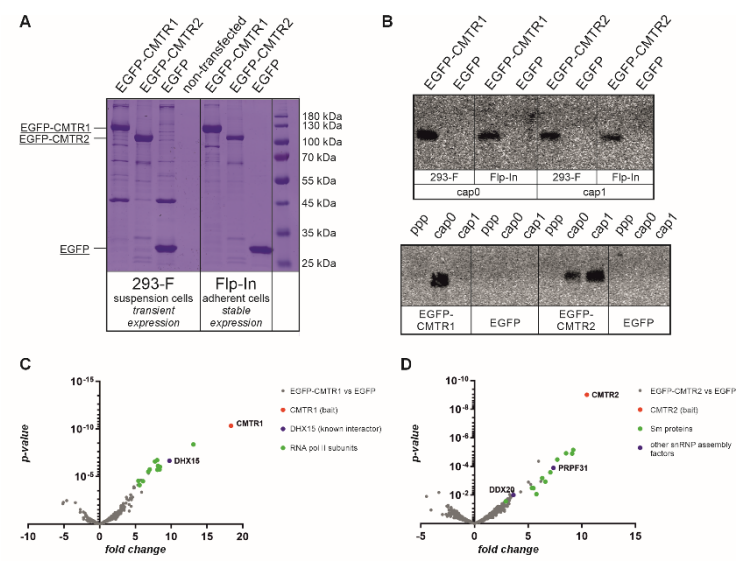 A
EGFP-CMTR1
EGFP-CMTR2
EGFP
non-transfected
EGFP-CMTR1
EGFP-CMTR2
EGFP
EGFP-CMTR1
EGFP-CMTR2
EGFP
180 kDa
130 kDa
100 kDa
70 kDa
55 kDa
45 kDa
35 kDa
25 kDa
293-F
suspension cells
transient
expression
Flp-In
adherent cells
stable
expression
B
EGFP-CMTR1
EGFP
EGFP-CMTR1
EGFP
EGFP-CMTR2
EGFP
EGFP-CMTR2
EGFP
293-F Flp-In 293-F Flp-In
cap0 cap1
ppp cap0 cap1 ppp cap0 cap1 ppp cap0 cap1 ppp cap0 cap1
EGFP-
CMTR1
EGFP
EGFP-
CMTR2
EGFP
C
p-value
10-15
10-10
10-5
-10 0 5 10 15 20
fold change
CMTR1
DHX15
EGFP-CMTR1 vs EGFP
CMTR1 (bait)
DHX15 (known interactor)
RNA pol II subunits
D
p-value
10-10
10-8
10-6
10-4
10-2
-5 0 5 10 15
fold change
CMTR2
PRPF31
DDX20
EGFP-CMTR2 vs EGFP
CMTR2 (bait)
Sm proteins
other snRNP assembly
factors